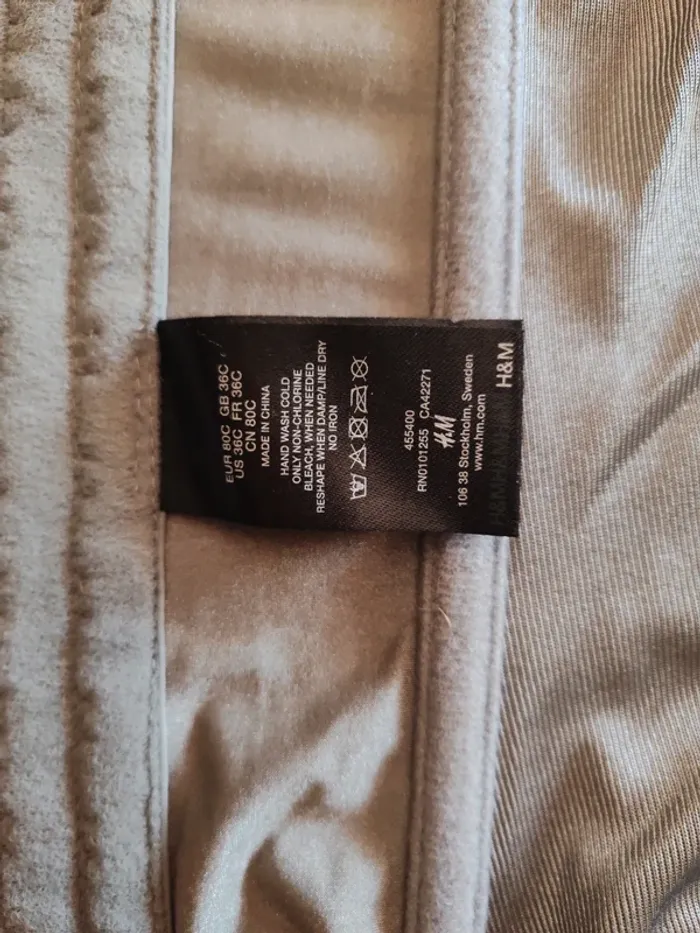 EUR 80C GB 36C
US 36C FR 36C
CN 80C
MADE IN CHINA
HAND WASH COLD
ONLY NON-CHLORINE
BLEACH, WHEN NEEDED
RESHAPE WHEN DAMP/LINE DRY
NO IRON
455400
RN0101255 CA42271
H&M
106 38 Stockholm, Sweden
www.hm.com
H&M